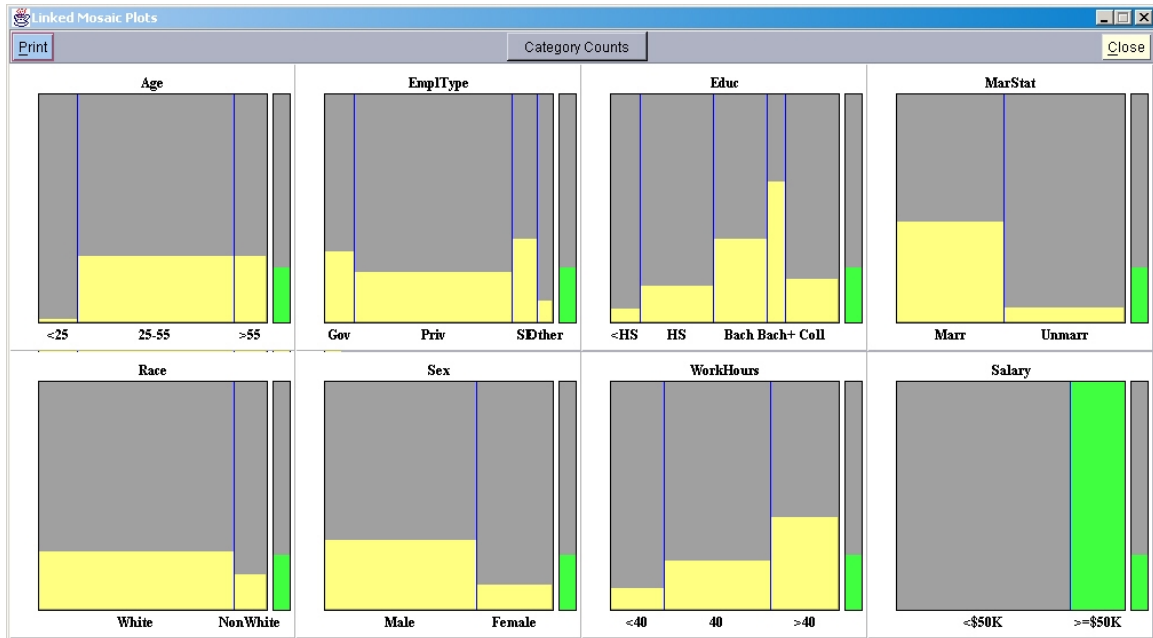 Linked Mosaic Plots
Print Category Counts Close
Age EmplType Educ MarStat
<25 25-55 >55 Gov Priv SE Other <HS HS Bach Bach+ Coll Marr Unmarr
Race Sex WorkHours Salary
White NonWhite Male Female <40 40 >40 <$50K >=$50K